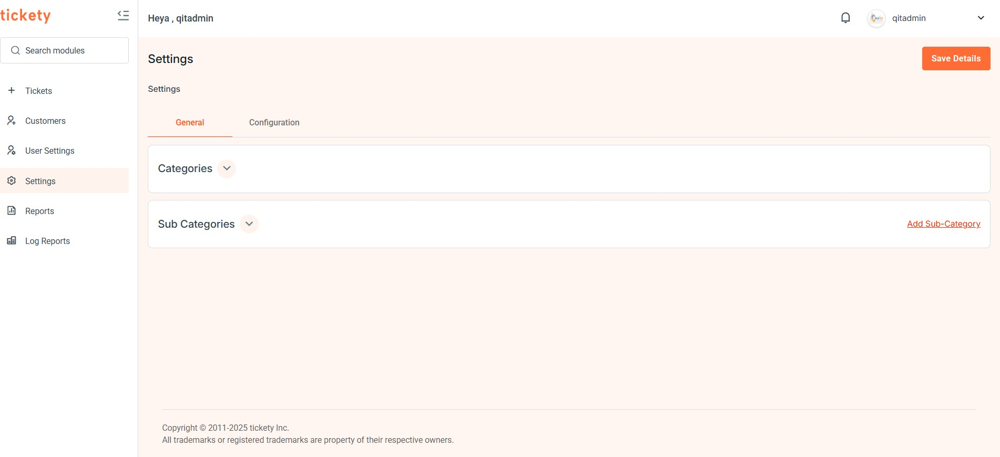 tickety
Heya , qitadmin
qitadmin
Search modules
Tickets
Customers
User Settings
Settings
Reports
Log Reports
Settings
Save Details
Settings
General
Configuration
Categories
Sub Categories
Add Sub-Category
Copyright © 2011-2025 tickety Inc.
All trademarks or registered trademarks are property of their respective owners.